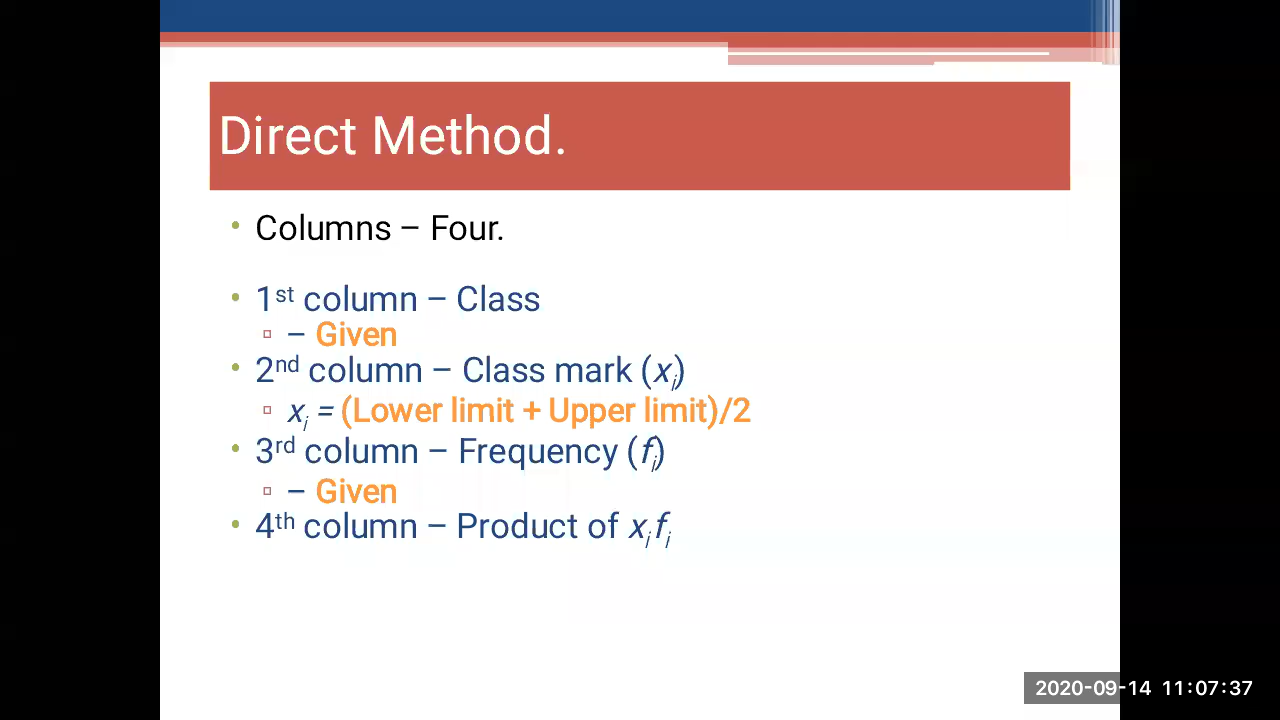 Direct Method.
• Columns – Four.
• 1st column – Class
▫ – Given
• 2nd column – Class mark (xi)
▫ xi = (Lower limit + Upper limit)/2
• 3rd column – Frequency (fi)
▫ – Given
• 4th column – Product of xi fi
2020-09-14 11:07:37